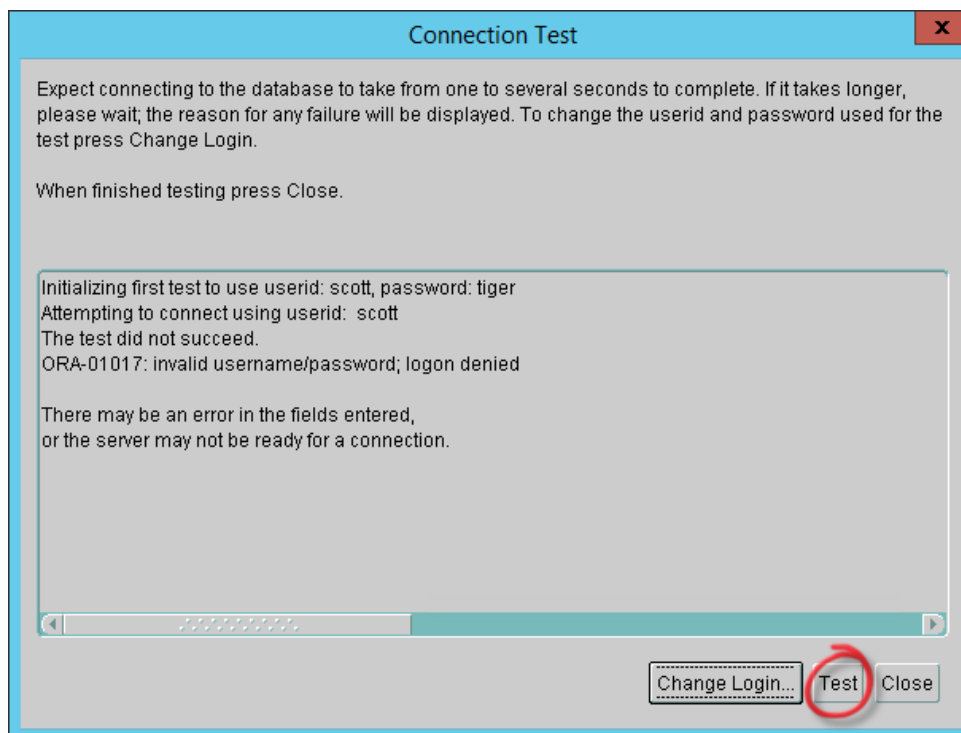 Connection Test
x
Expect connecting to the database to take from one to several seconds to complete. If it takes longer,
please wait; the reason for any failure will be displayed. To change the userid and password used for the
test press Change Login.
When finished testing press Close.
Initializing first test to use userid: scott, password: tiger
Attempting to connect using userid:  scott
The test did not succeed.
ORA-01017: invalid username/password; logon denied
There may be an error in the fields entered,
or the server may not be ready for a connection.
Change Login... Test Close